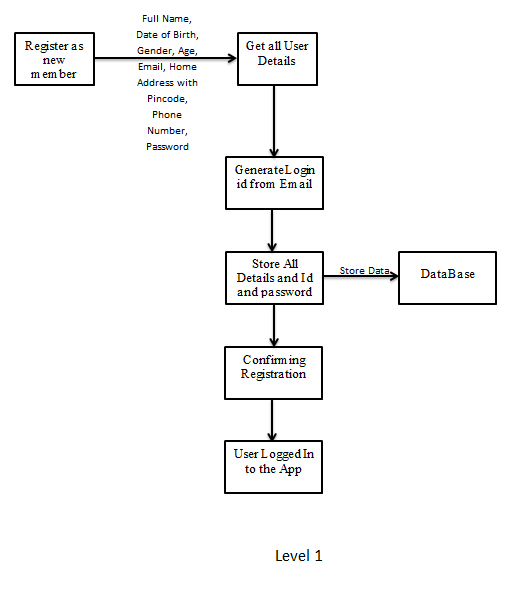 Full Name,
Date of Birth,
Gender, Age,
Email, Home
Address with
Pincode,
Phone
Number,
Password
Register as
new
member
Get all User
Details
Generate Login
id from Email
Store All
Details and Id
and password
Store Data
DataBase
Confirming
Registration
User Logged In
to the App
Level 1